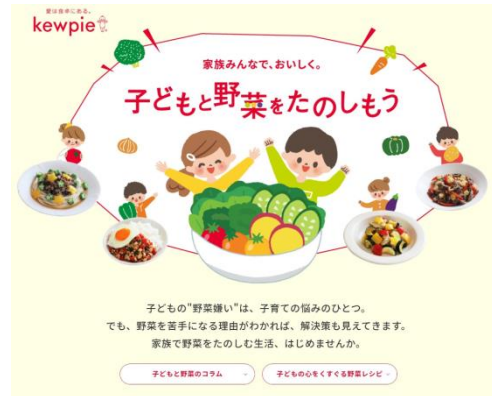 愛は食卓にある。
kewpie
家族みんなで、おいしく。
子どもと野菜をたのしもう
子どもの"野菜嫌い"は、子育ての悩みのひとつ。
でも、野菜を苦手になる理由がわかれば、解決策も見えてきます。
家族で野菜をたのしむ生活、はじめませんか。
子どもと野菜のコラム
子どもの心をくすぐる野菜レシピ